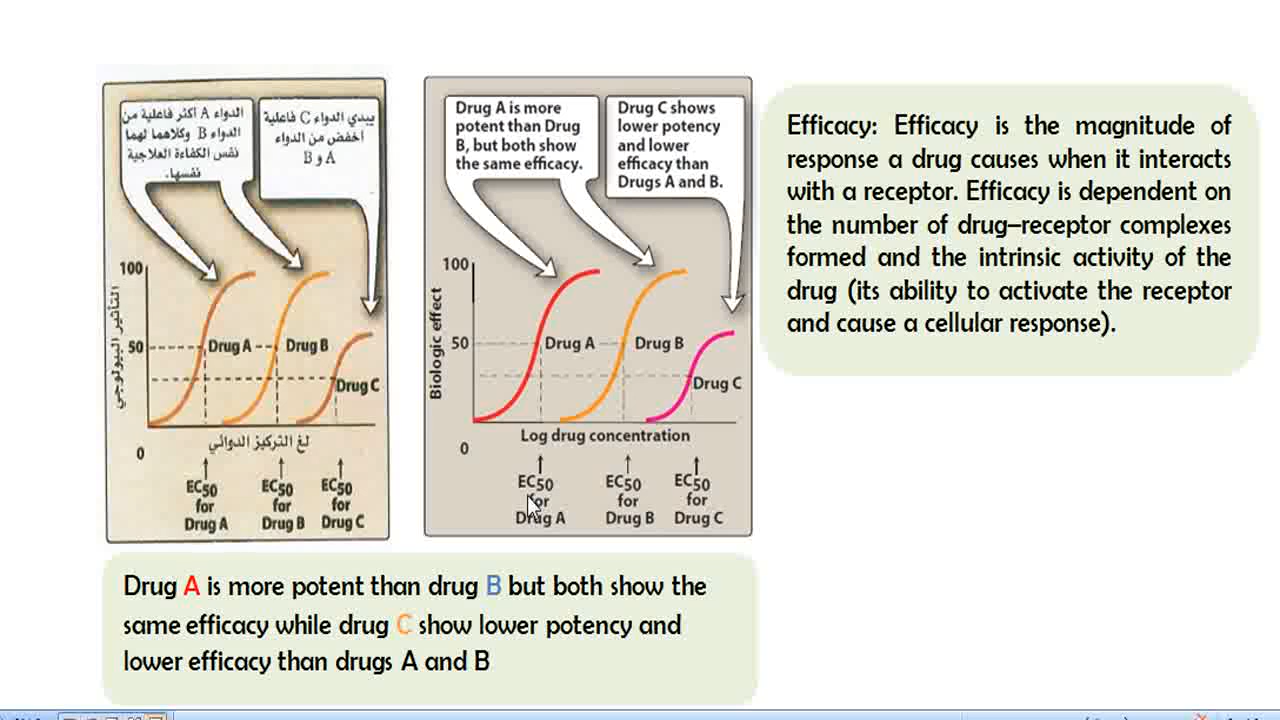 الدواء A أكثر فاعلية من
الدواء B وكلاهما لهما
نفس الكفاءة العلاجية
نفسها.
يبدي الدواء C فاعلية
أخفض من الدواء
A و B
100
50
0
التأثير البيولوجي
Drug A
Drug B
Drug C
لغ التركيز الدوائي
EC50
for
Drug A
EC50
for
Drug B
EC50
for
Drug C
Drug A is more
potent than Drug
B, but both show
the same efficacy.
Drug C shows
lower potency
and lower
efficacy than
Drugs A and B.
100
50
0
Biologic effect
Drug A
Drug B
Drug C
Log drug concentration
EC50
for
Drug A
EC50
for
Drug B
EC50
for
Drug C
Efficacy: Efficacy is the magnitude of
response a drug causes when it interacts
with a receptor. Efficacy is dependent on
the number of drug–receptor complexes
formed and the intrinsic activity of the
drug (its ability to activate the receptor
and cause a cellular response).
Drug A is more potent than drug B but both show the
same efficacy while drug C show lower potency and
lower efficacy than drugs A and B